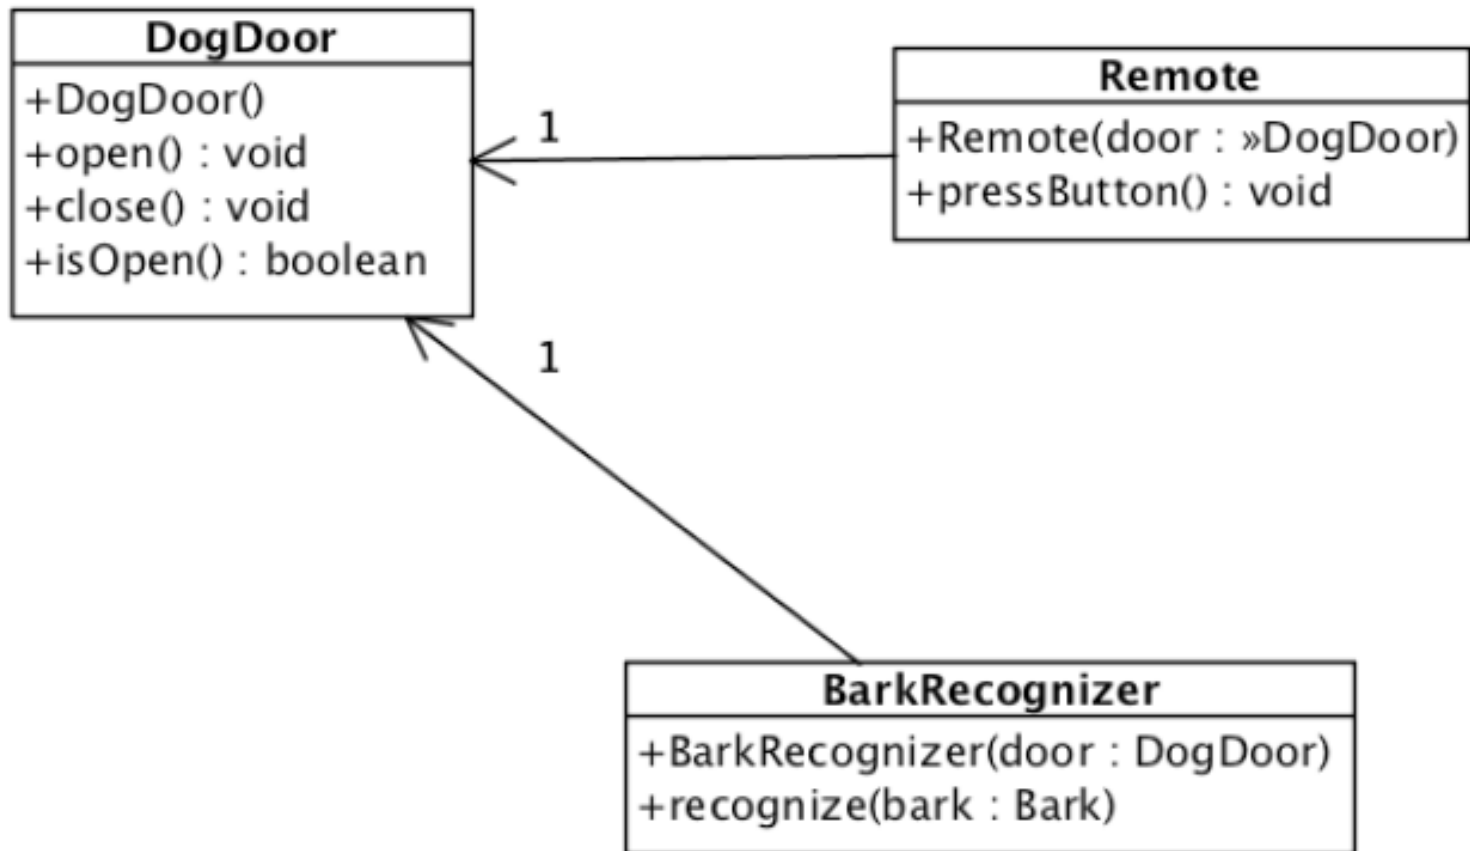 DogDoor
+DogDoor()
+open() : void
+close() : void
+isOpen() : boolean
1
Remote
+Remote(door : »DogDoor)
+pressButton() : void
1
BarkRecognizer
+BarkRecognizer(door : DogDoor)
+recognize(bark : Bark)